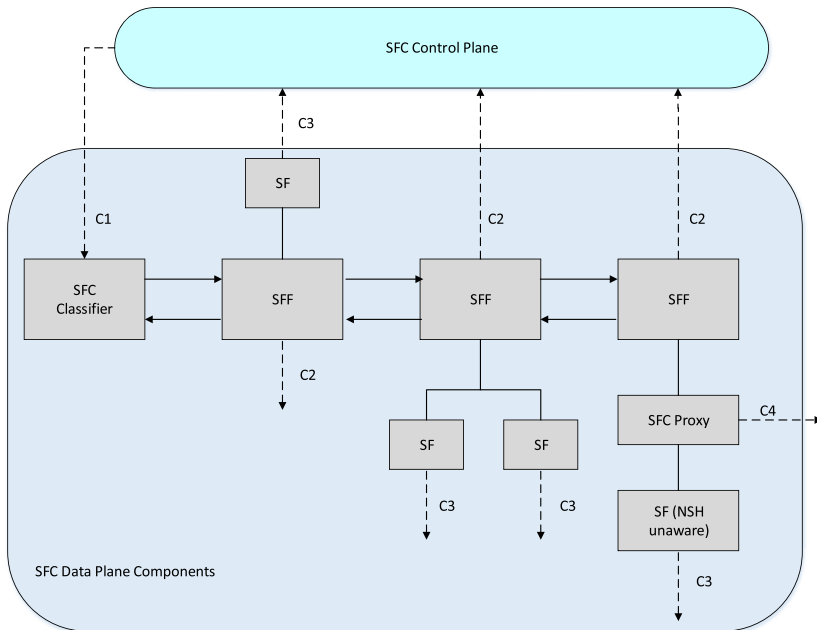 SFC Control Plane
C3
SF
C1
C2
C2
SFC
Classifier
SFF
SFF
SFF
C2
SFC Proxy
C4
SF
SF
C3
C3
SF (NSH
unaware)
SFC Data Plane Components
C3